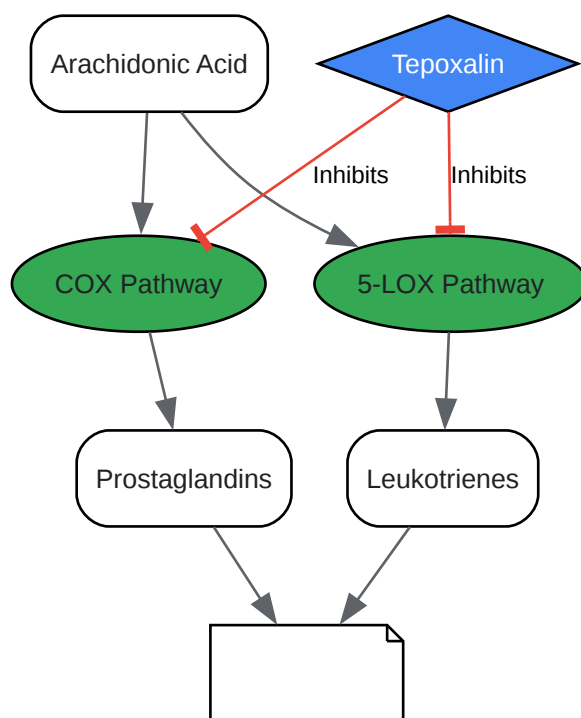 Arachidonic Acid
Tepoxalin
Inhibits
Inhibits
COX Pathway
5-LOX Pathway
Prostaglandins
Leukotrienes